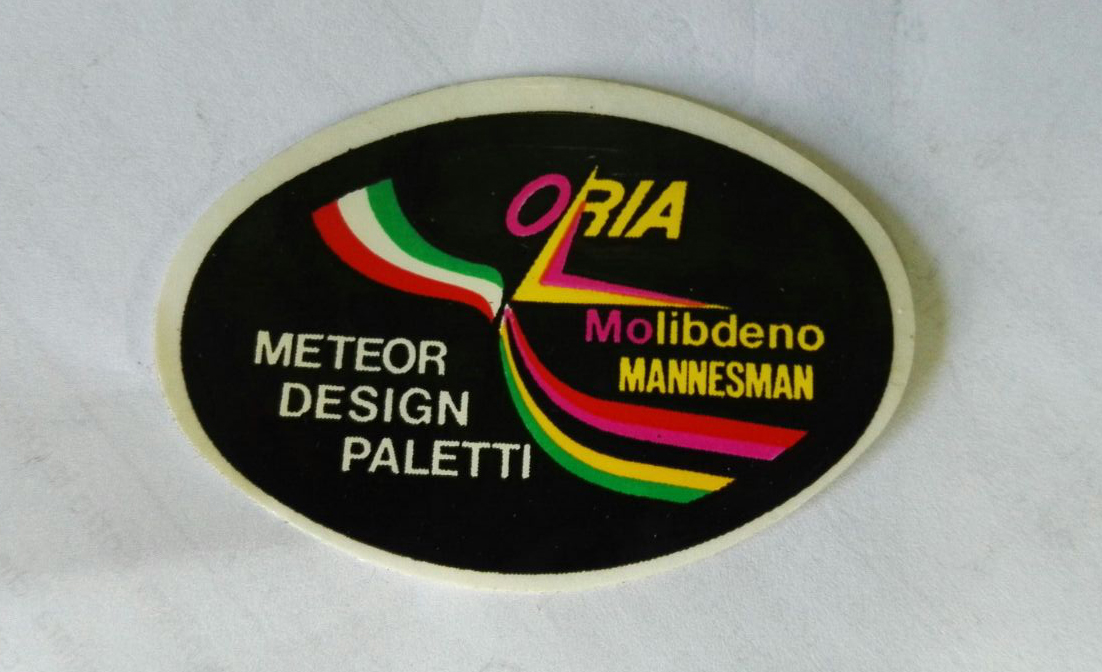 ORIA
Molibdeno
MANNESMAN
METEOR
DESIGN
PALETTI